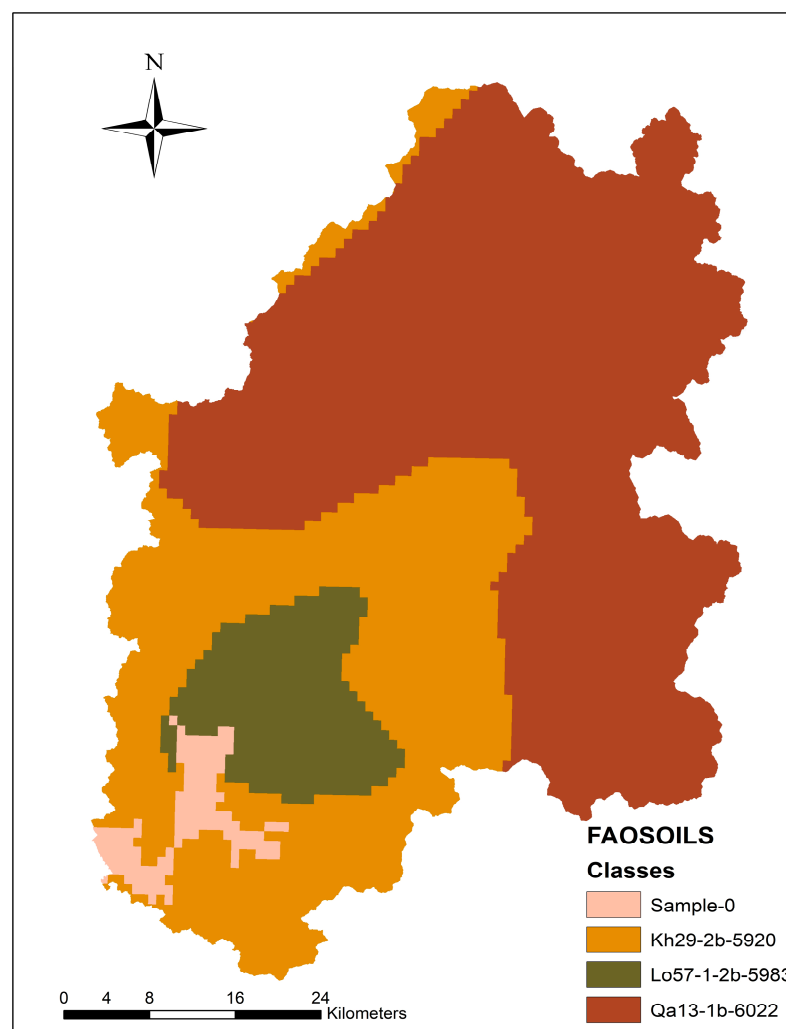 N
FAOSOILS
Classes
Sample-0
Kh29-2b-5920
Lo57-1-2b-5983
Qa13-1b-6022
0 4 8 16 24
Kilometers